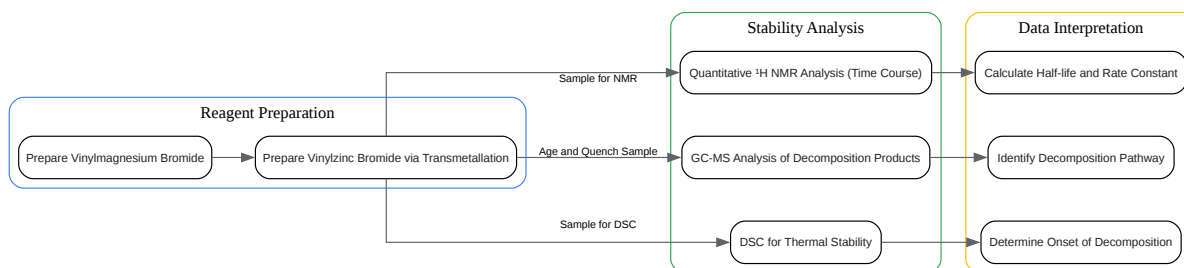 Stability Analysis
Data Interpretation
Quantitative ¹H NMR Analysis (Time Course)
Calculate Half-life and Rate Constant
Sample for NMR
Reagent Preparation
Prepare Vinylmagnesium Bromide
Prepare Vinylzinc Bromide via Transmetallation
Age and Quench Sample
GC-MS Analysis of Decomposition Products
Identify Decomposition Pathway
Sample for DSC
DSC for Thermal Stability
Determine Onset of Decomposition